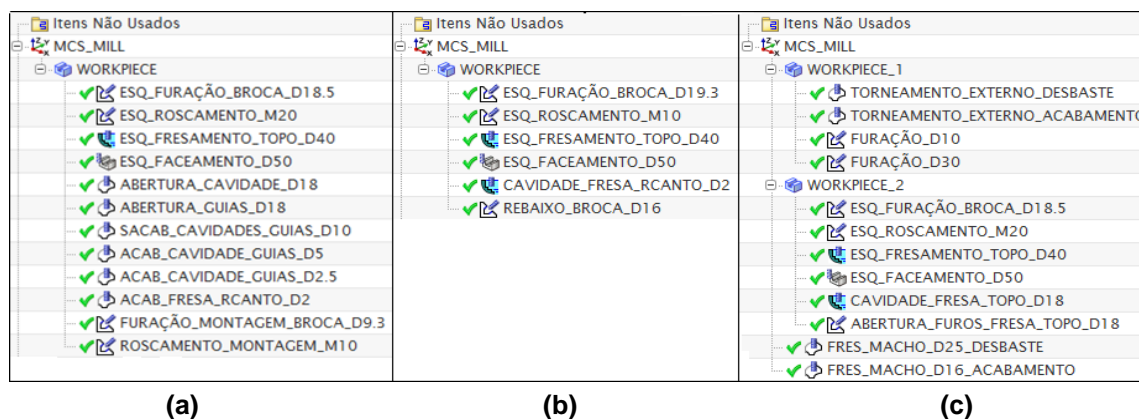 Itens Não Usados
MCS_MILL
WORKPIECE
ESQ_FURAÇÃO_BROCA_D18.5
ESQ_ROSCAMENTO_M20
ESQ_FRESAMENTO_TOPO_D40
ESQ_FACEAMENTO_D50
ABERTURA_CAVIDADE_D18
ABERTURA_GUIAS_D18
SACAB_CAVIDADES_GUIAS_D10
ACAB_CAVIDADE_GUIAS_D5
ACAB_CAVIDADE_GUIAS_D2.5
ACAB_FRESA_RCANTO_D2
FURAÇÃO_MONTAGEM_BROCA_D9.3
ROSCAMENTO_MONTAGEM_M10
(a)
Itens Não Usados
MCS_MILL
WORKPIECE
ESQ_FURAÇÃO_BROCA_D19.3
ESQ_ROSCAMENTO_M10
ESQ_FRESAMENTO_TOPO_D40
ESQ_FACEAMENTO_D50
CAVIDADE_FRESA_RCANTO_D2
REBAIXO_BROCA_D16
(b)
Itens Não Usados
MCS_MILL
WORKPIECE_1
TORNEAMENTO_EXTERNO_DESBASTE
TORNEAMENTO_EXTERNO_ACABAMENTO
FURAÇÃO_D10
FURAÇÃO_D30
WORKPIECE_2
ESQ_FURAÇÃO_BROCA_D18.5
ESQ_ROSCAMENTO_M20
ESQ_FRESAMENTO_TOPO_D40
ESQ_FACEAMENTO_D50
CAVIDADE_FRESA_TOPO_D18
ABERTURA_FUROS_FRESA_TOPO_D18
FRES_MACHO_D25_DESBASTE
FRES_MACHO_D16_ACABAMENTO
(c)